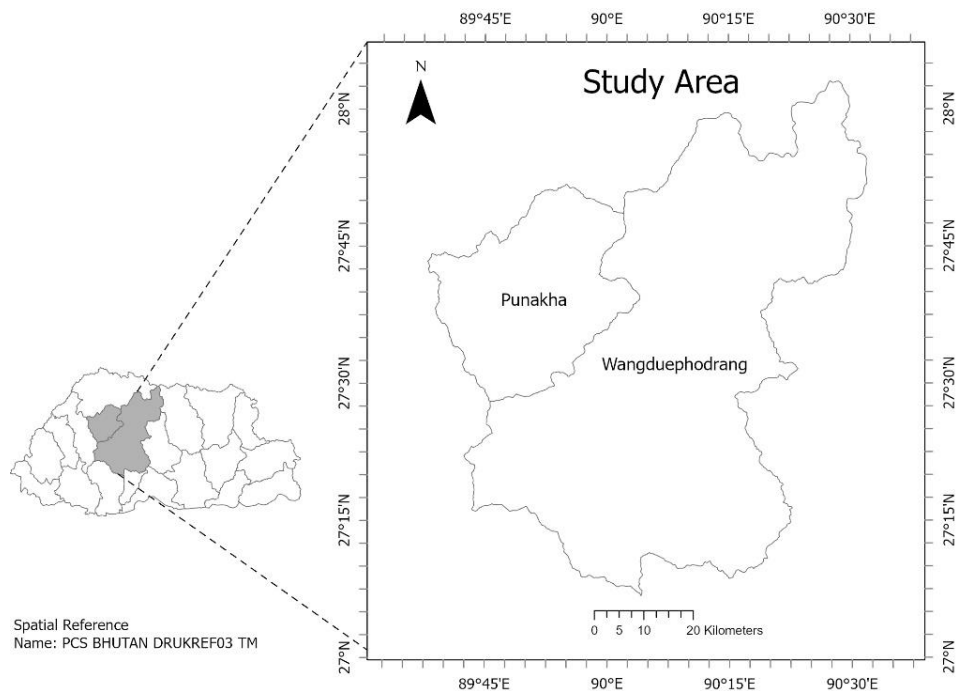 89°45'E 90°E 90°15'E 90°30'E
N
Study Area
28°N 28°N
27°45'N 27°45'N
Punakha
Wangduephodrang
27°30'N 27°30'N
27°15'N 27°15'N
0 5 10 20 Kilometers
Spatial Reference
Name: PCS BHUTAN DRUKREF03 TM
27°N 27°N
89°45'E 90°E 90°15'E 90°30'E